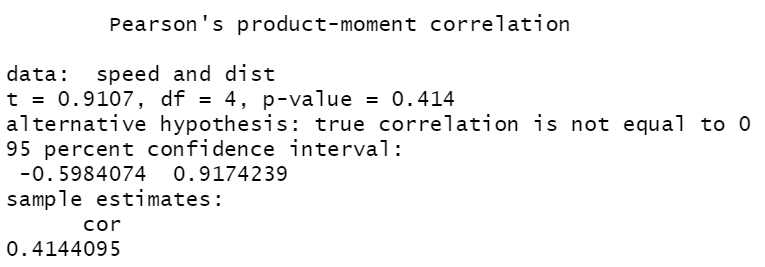 Pearson's product-moment correlation
data:  speed and dist
t = 0.9107, df = 4, p-value = 0.414
alternative hypothesis: true correlation is not equal to 0
95 percent confidence interval:
 -0.5984074  0.9174239
sample estimates:
      cor
0.4144095